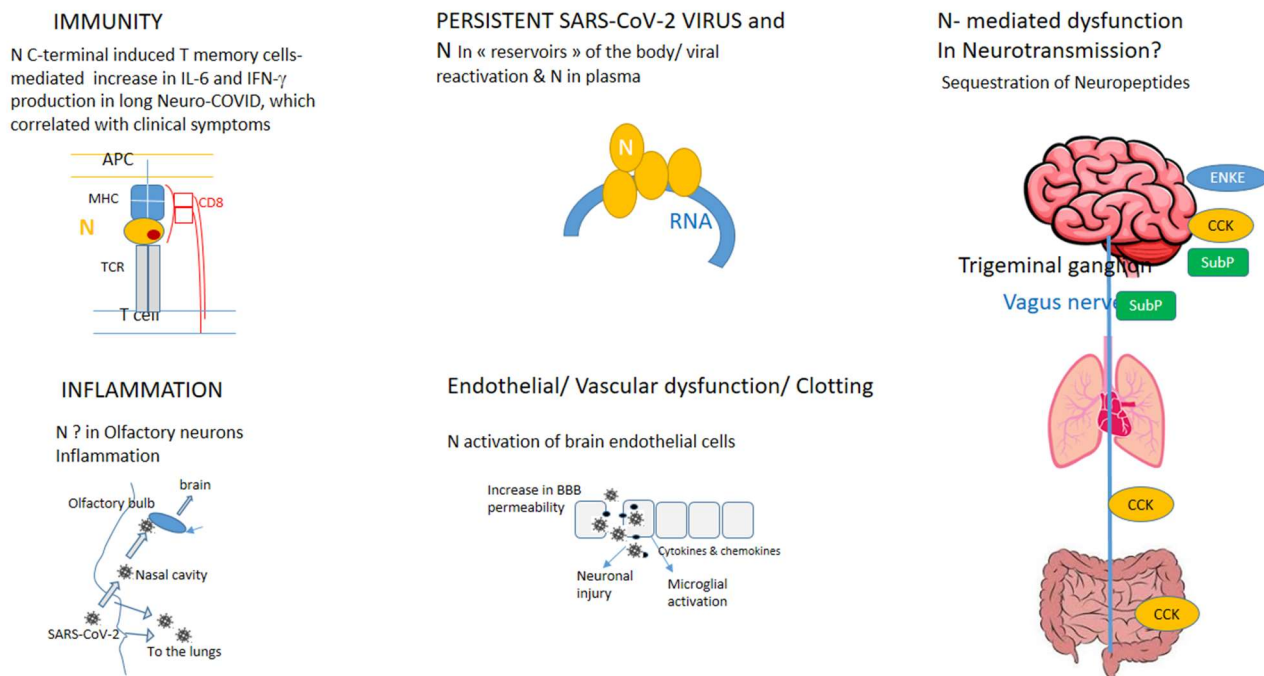 IMMUNITY
N C-terminal induced T memory cells-
mediated increase in IL-6 and IFN-γ
production in long Neuro-COVID, which
correlated with clinical symptoms
APC
MHC
CD8
N
TCR
T cell
PERSISTENT SARS-CoV-2 VIRUS and
N In « reservoirs » of the body/ viral
reactivation & N in plasma
N
RNA
N- mediated dysfunction
In Neurotransmission?
Sequestration of Neuropeptides
ENKE
CCK
SubP
Trigeminal ganglion
Vagus nerve
SubP
CCK
CCK
INFLAMMATION
N ? in Olfactory neurons
Inflammation
brain
Olfactory bulb
Nasal cavity
SARS-CoV-2
To the lungs
Endothelial/ Vascular dysfunction/ Clotting
N activation of brain endothelial cells
Increase in BBB
permeability
Cytokines & chemokines
Neuronal
injury
Microglial
activation